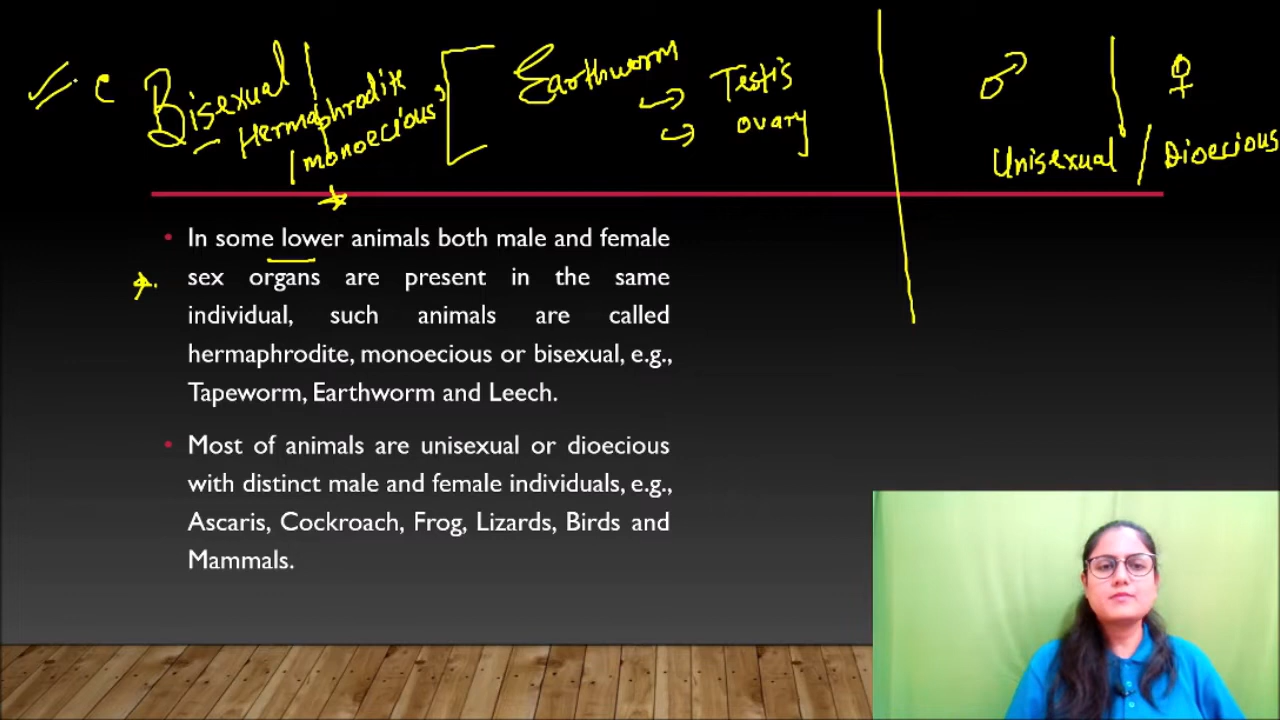 Bisexual
Hermaphrodite
/monoecious
Earthworm
→ Testis
→ ovary
♂ | ♀
Unisexual / Dioecious
• In some lower animals both male and female
sex organs are present in the same
individual, such animals are called
hermaphrodite, monoecious or bisexual, e.g.,
Tapeworm, Earthworm and Leech.
• Most of animals are unisexual or dioecious
with distinct male and female individuals, e.g.,
Ascaris, Cockroach, Frog, Lizards, Birds and
Mammals.